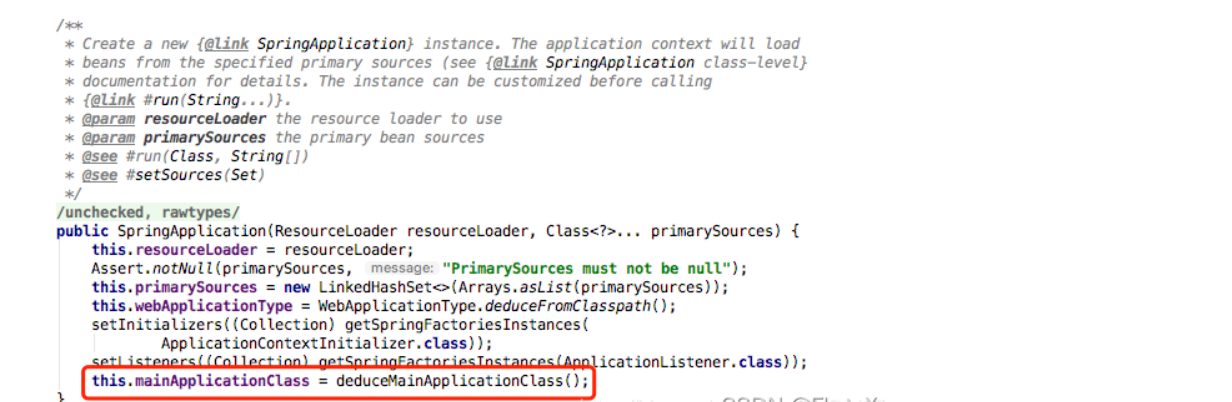 /**
* Create a new {@link SpringApplication} instance. The application context will load
* beans from the specified primary sources (see {@link SpringApplication class-level}
* documentation for details. The instance can be customized before calling
* {@link #run(String...)}.
* @param resourceLoader the resource loader to use
* @param primarySources the primary bean sources
* @see #run(Class, String[])
* @see #setSources(Set)
*/
/unchecked, rawtypes/
public SpringApplication(ResourceLoader resourceLoader, Class<?>... primarySources) {
this.resourceLoader = resourceLoader;
Assert.notNull(primarySources, message: "PrimarySources must not be null");
this.primarySources = new LinkedHashSet<>(Arrays.asList(primarySources));
this.webApplicationType = WebApplicationType.deduceFromClasspath();
setInitializers((Collection) getSpringFactoriesInstances(
ApplicationContextInitializer.class));
setListeners((Collection) getSpringFactoriesInstances(ApplicationListener.class));
this.mainApplicationClass = deduceMainApplicationClass();
}